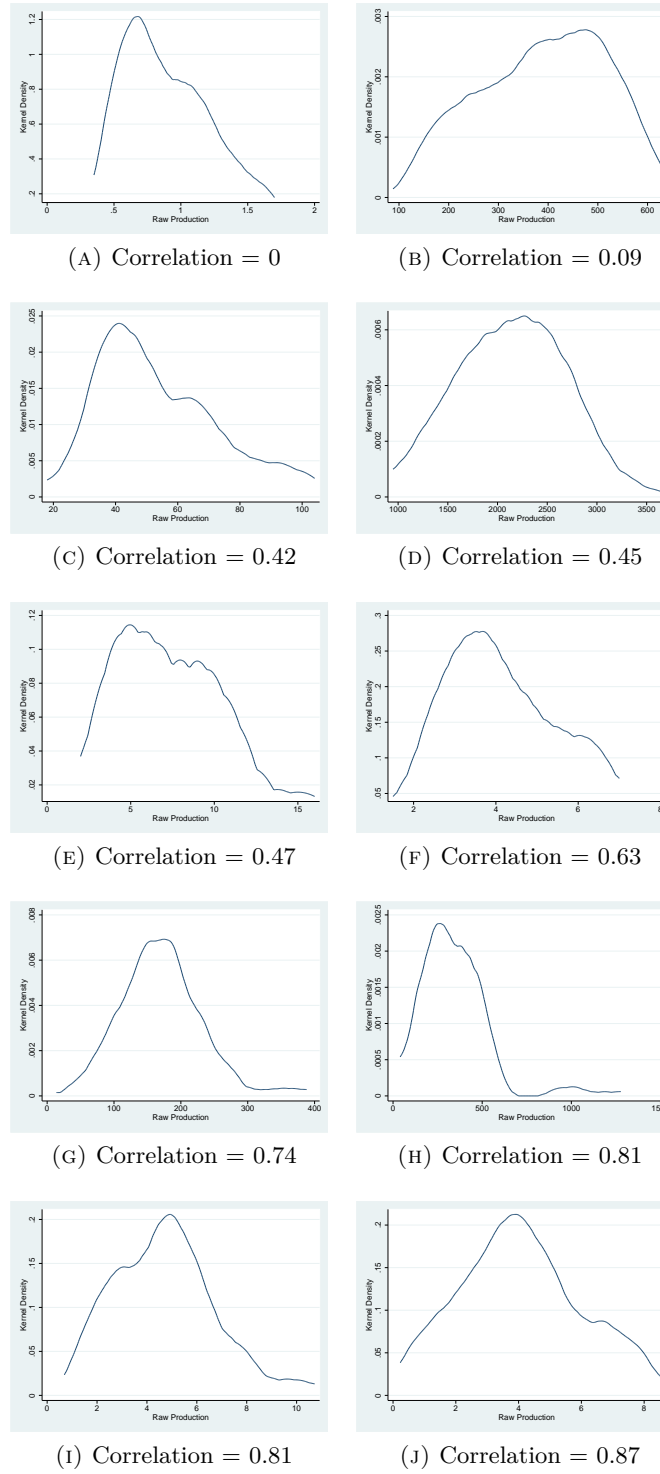 Kernel Density
.2 .4 .6 .8 1 1.2
0 .5 1 1.5 2
Raw Production
(A) Correlation = 0
Kernel Density
0 .001 .002 .003
100 200 300 400 500 600
Raw Production
(B) Correlation = 0.09
Kernel Density
0 .005 .01 .015 .02 .025
20 40 60 80 100
Raw Production
(C) Correlation = 0.42
Kernel Density
0 .0002 .0004 .0006
1000 1500 2000 2500 3000 3500
Raw Production
(D) Correlation = 0.45
Kernel Density
.02 .04 .06 .08 .1 .12
0 5 10 15
Raw Production
(E) Correlation = 0.47
Kernel Density
.05 .1 .15 .2 .25 .3
2 4 6 8
Raw Production
(F) Correlation = 0.63
Kernel Density
0 .002 .004 .006 .008
0 100 200 300 400
Raw Production
(G) Correlation = 0.74
Kernel Density
0 .0005 .001 .0015 .002 .0025
0 500 1000
Raw Production
(H) Correlation = 0.81
Kernel Density
0 .05 .1 .15 .2
0 2 4 6 8 10
Raw Production
(I) Correlation = 0.81
Kernel Density
0 .05 .1 .15 .2
0 2 4 6 8
Raw Production
(J) Correlation = 0.87